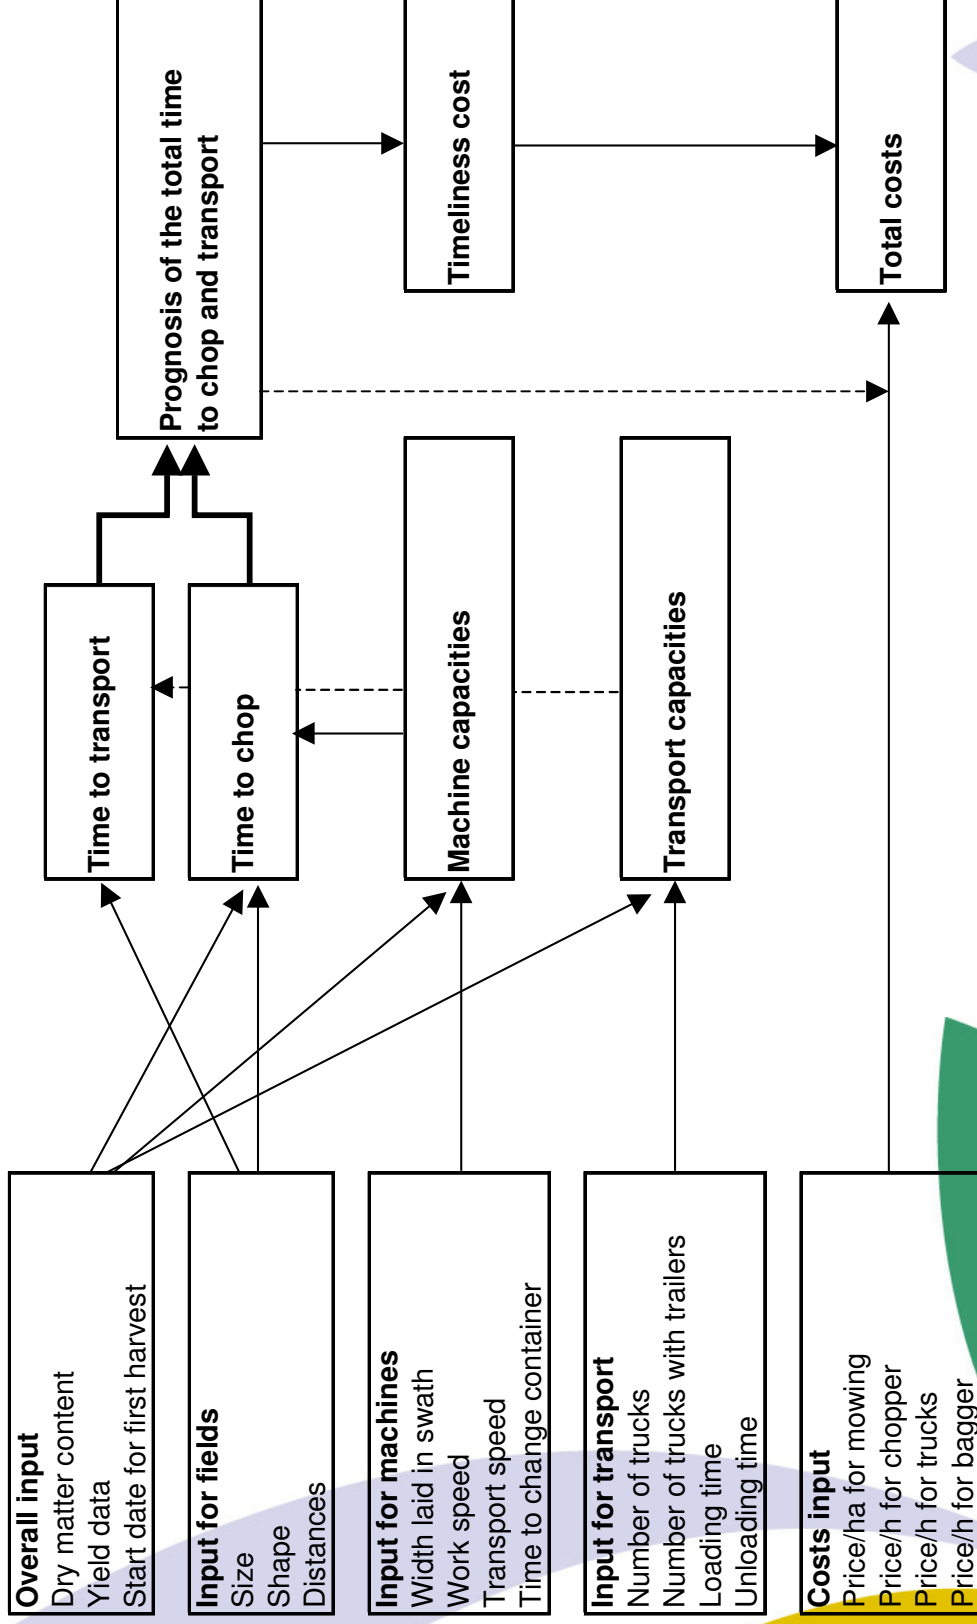 Overall input
Dry matter content
Yield data
Start date for first harvest
Input for fields
Size
Shape
Distances
Input for machines
Width laid in swath
Work speed
Transport speed
Time to change container
Input for transport
Number of trucks
Number of trucks with trailers
Loading time
Unloading time
Costs input
Price/ha for mowing
Price/h for chopper
Price/h for trucks
Price/h for bagger
Time to transport
Time to chop
Machine capacities
Transport capacities
Prognosis of the total time
to chop and transport
Timeliness cost
Total costs